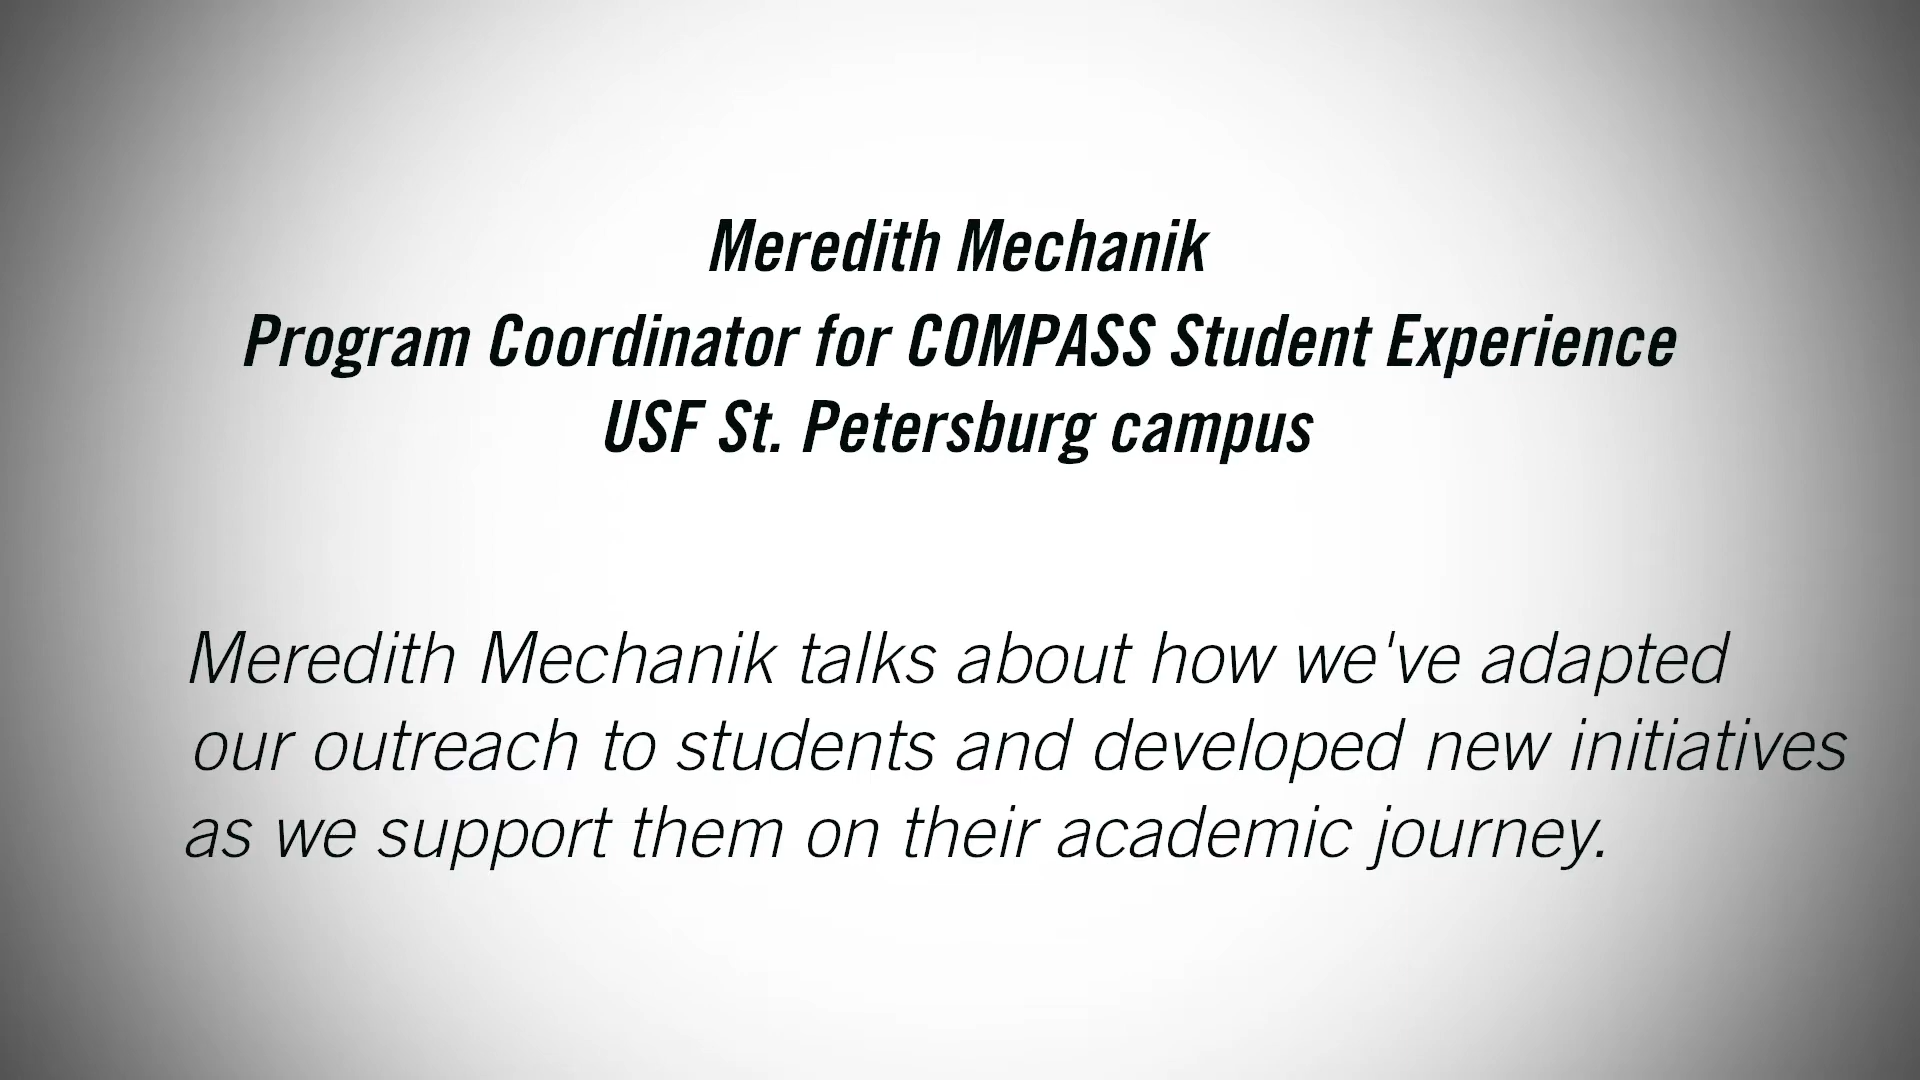 Meredith Mechanik
Program Coordinator for COMPASS Student Experience
USF St. Petersburg campus
Meredith Mechanik talks about how we've adapted
our outreach to students and developed new initiatives
as we support them on their academic journey.